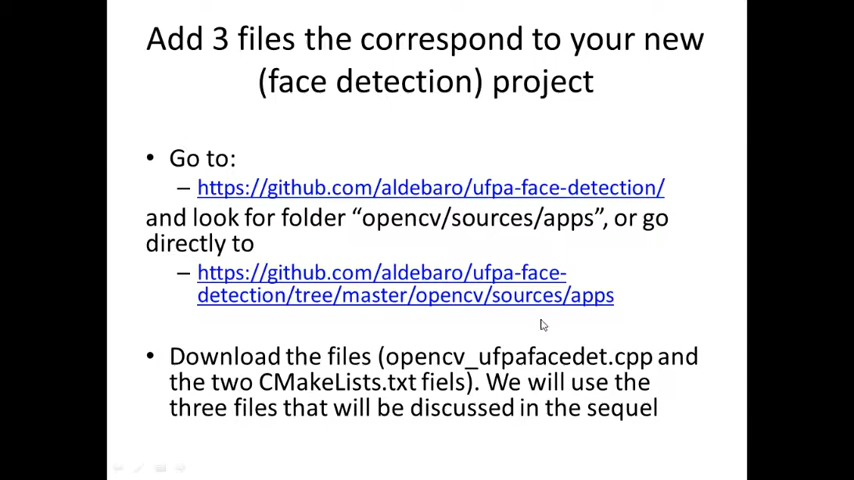 Add 3 files the correspond to your new
(face detection) project
• Go to:
– https://github.com/aldebaro/ufpa-face-detection/
and look for folder “opencv/sources/apps”, or go
directly to
– https://github.com/aldebaro/ufpa-face-
detection/tree/master/opencv/sources/apps
• Download the files (opencv_ufpafacedet.cpp and
the two CMakeLists.txt fiels). We will use the
three files that will be discussed in the sequel